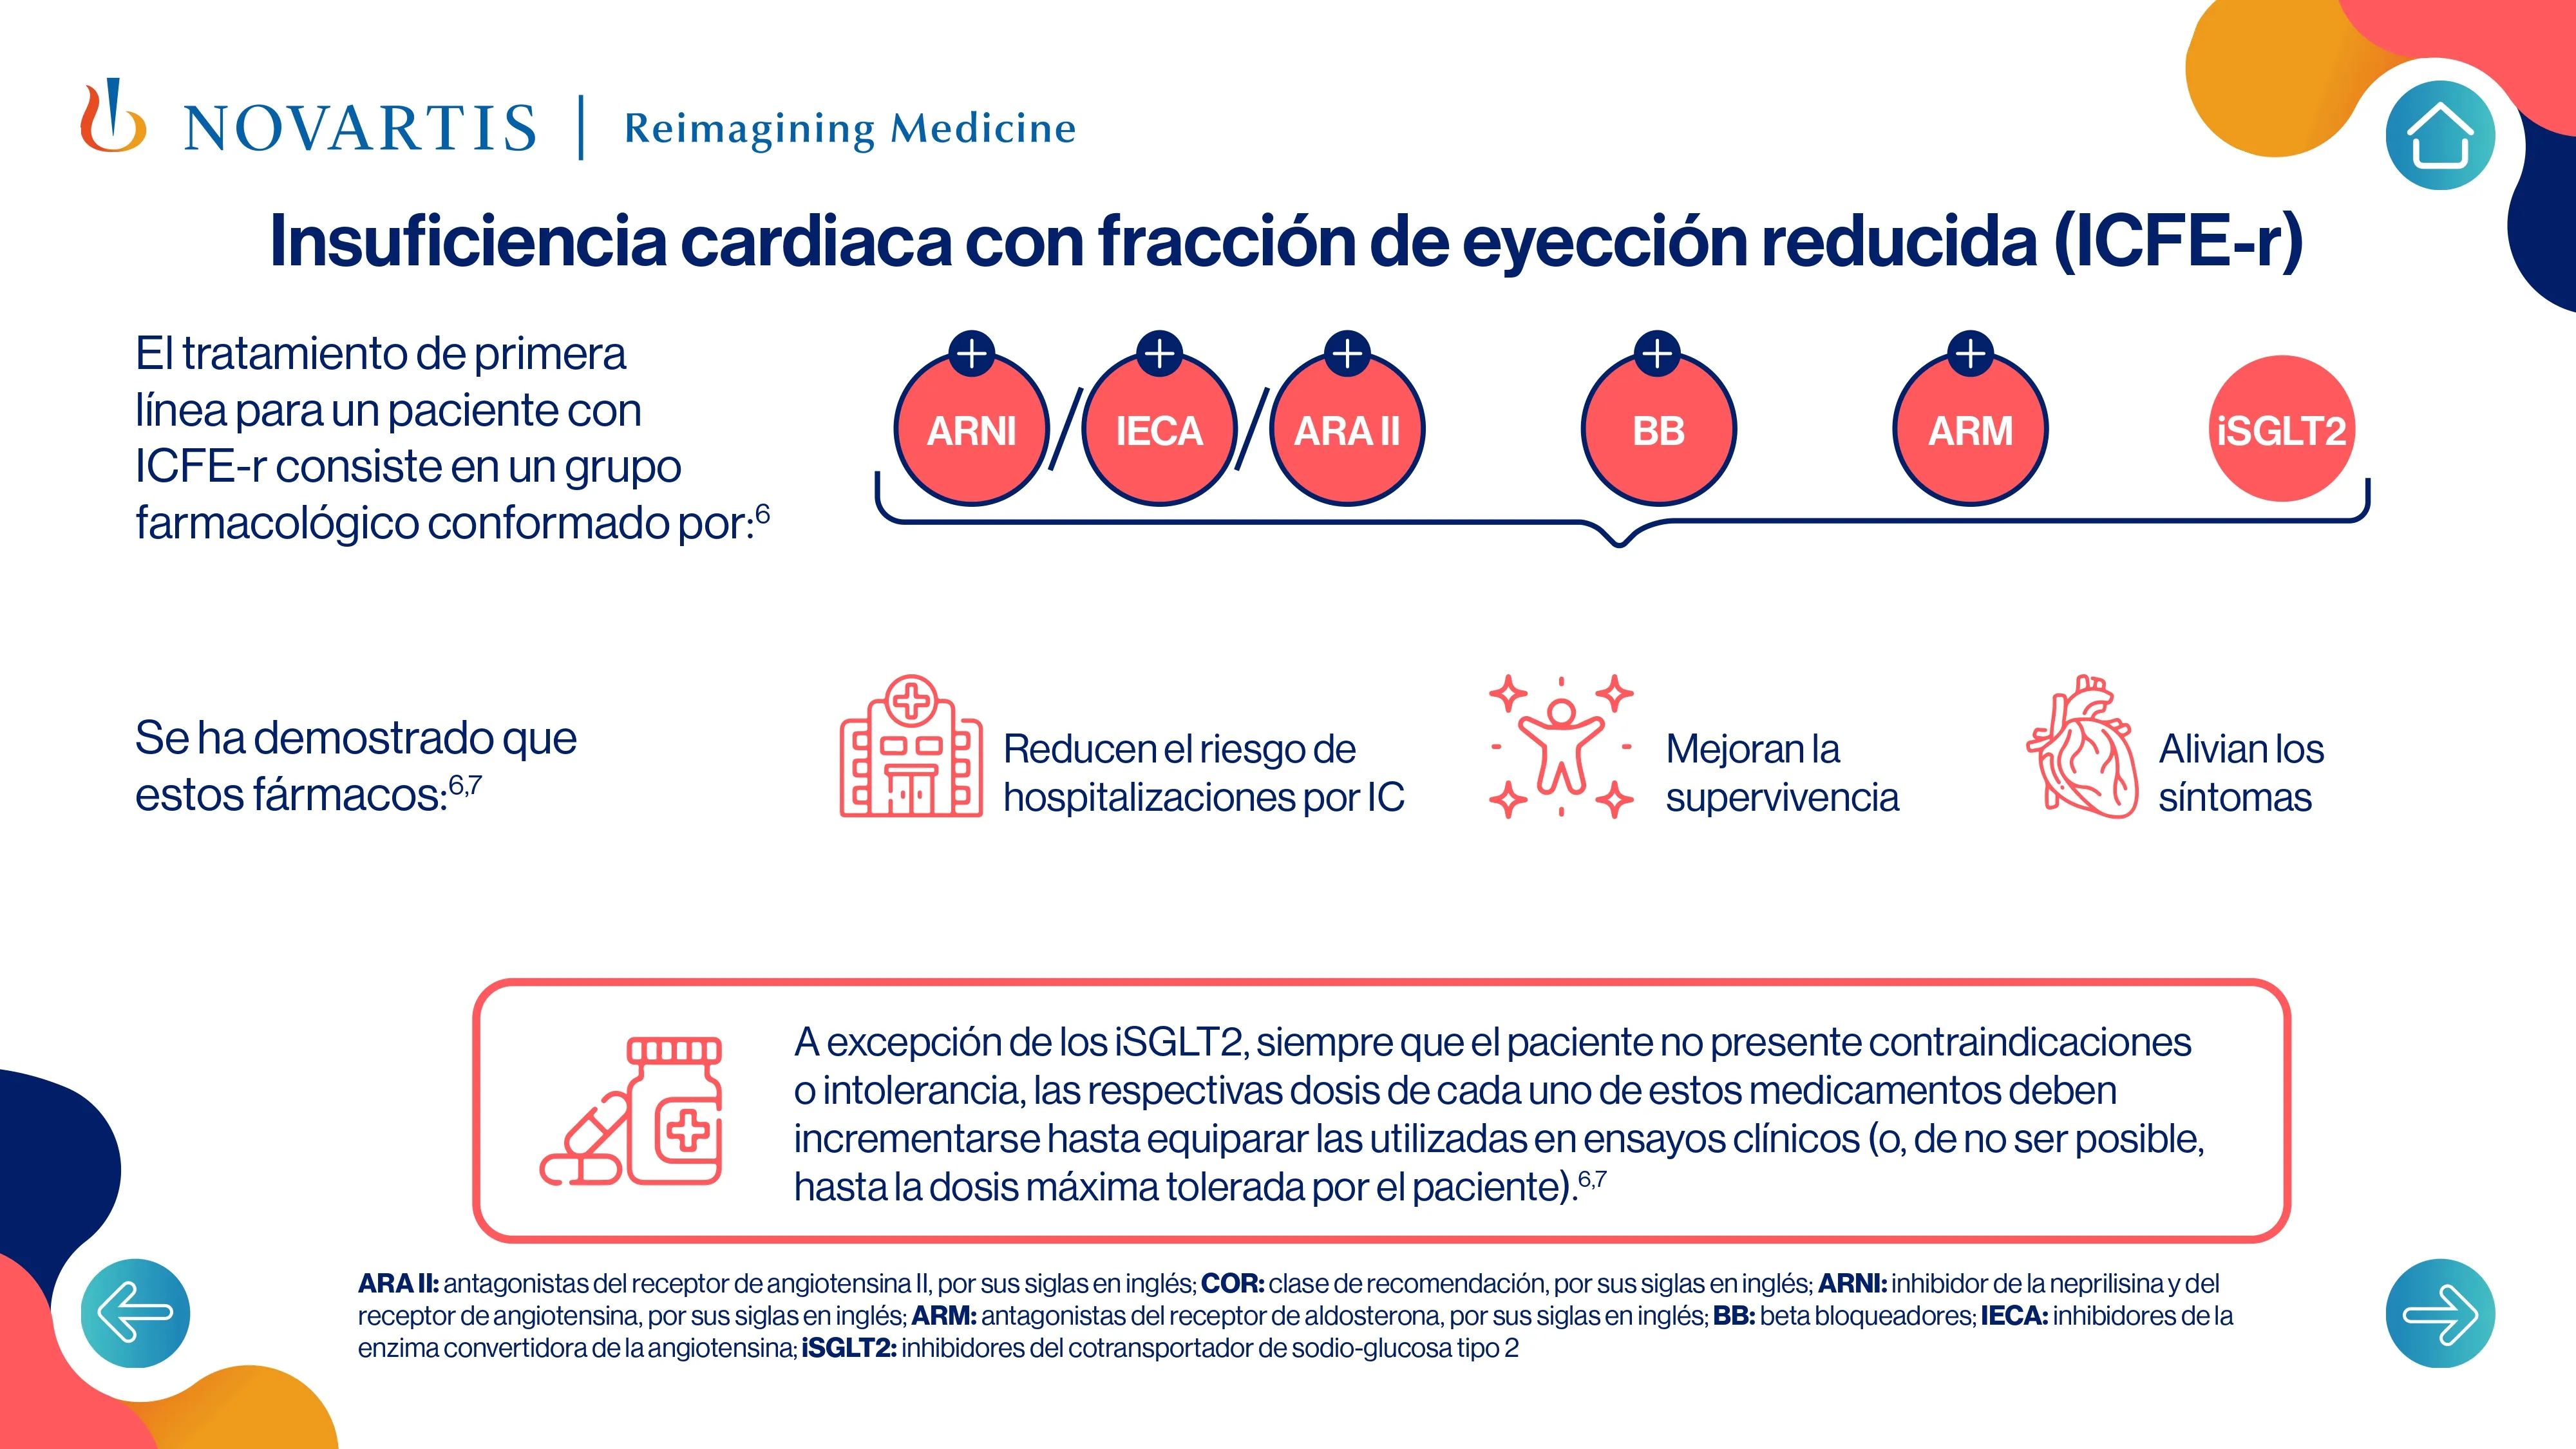 NOVARTIS | Reimagining Medicine
Insuficiencia cardiaca con fracción de eyección reducida (ICFE-r)
El tratamiento de primera
línea para un paciente con
ICFE-r consiste en un grupo
farmacológico conformado por:6
ARNI / IECA / ARA II BB ARM iSGLT2
Se ha demostrado que
estos fármacos:6,7
Reducen el riesgo de
hospitalizaciones por IC
Mejoran la
supervivencia
Alivian los
síntomas
A excepción de los iSGLT2, siempre que el paciente no presente contraindicaciones
o intolerancia, las respectivas dosis de cada uno de estos medicamentos deben
incrementarse hasta equiparar las utilizadas en ensayos clínicos (o, de no ser posible,
hasta la dosis máxima tolerada por el paciente).6,7
ARA II: antagonistas del receptor de angiotensina II, por sus siglas en inglés; COR: clase de recomendación, por sus siglas en inglés; ARNI: inhibidor de la neprilisina y del
receptor de angiotensina, por sus siglas en inglés; ARM: antagonistas del receptor de aldosterona, por sus siglas en inglés; BB: beta bloqueadores; IECA: inhibidores de la
enzima convertidora de la angiotensina; iSGLT2: inhibidores del cotransportador de sodio-glucosa tipo 2